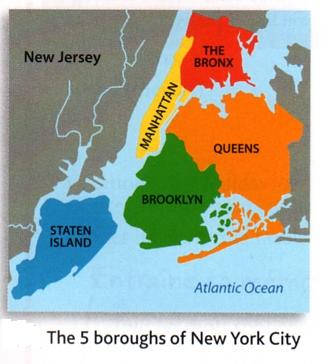 New Jersey
THE
BRONX
MANHATTAN
QUEENS
BROOKLYN
STATEN
ISLAND
Atlantic Ocean
The 5 boroughs of New York City